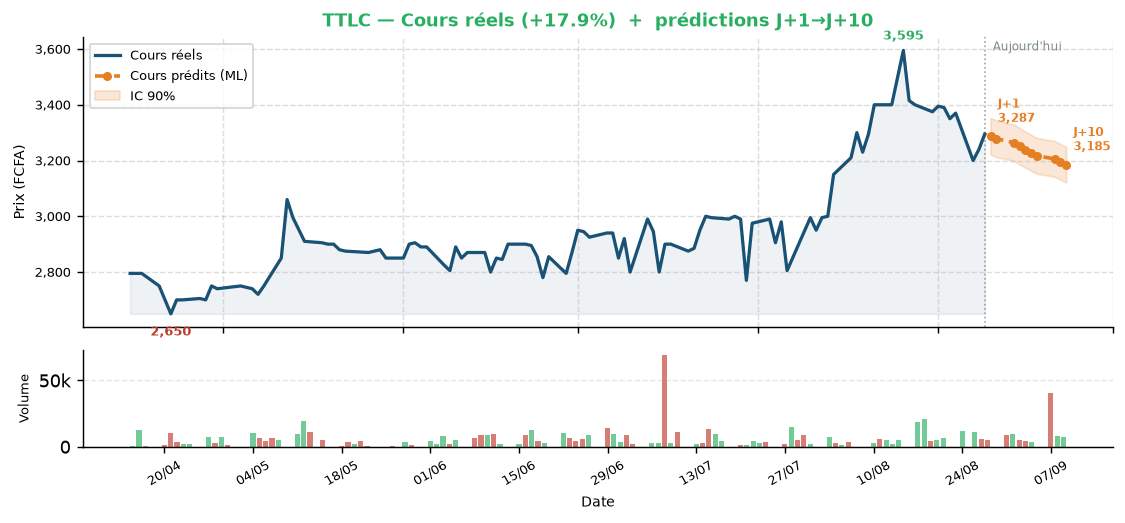 TTLC — Cours réels (+17.9%)  +  prédictions J+1→J+10
Cours réels
Cours prédits (ML)
IC 90%
3,595
Aujourd'hui
J+1
3,287
J+10
3,185
2,650
Prix (FCFA)
3,600
3,400
3,200
3,000
2,800
Volume
50k
0
20/04
04/05
18/05
01/06
15/06
29/06
13/07
27/07
10/08
24/08
07/09
Date